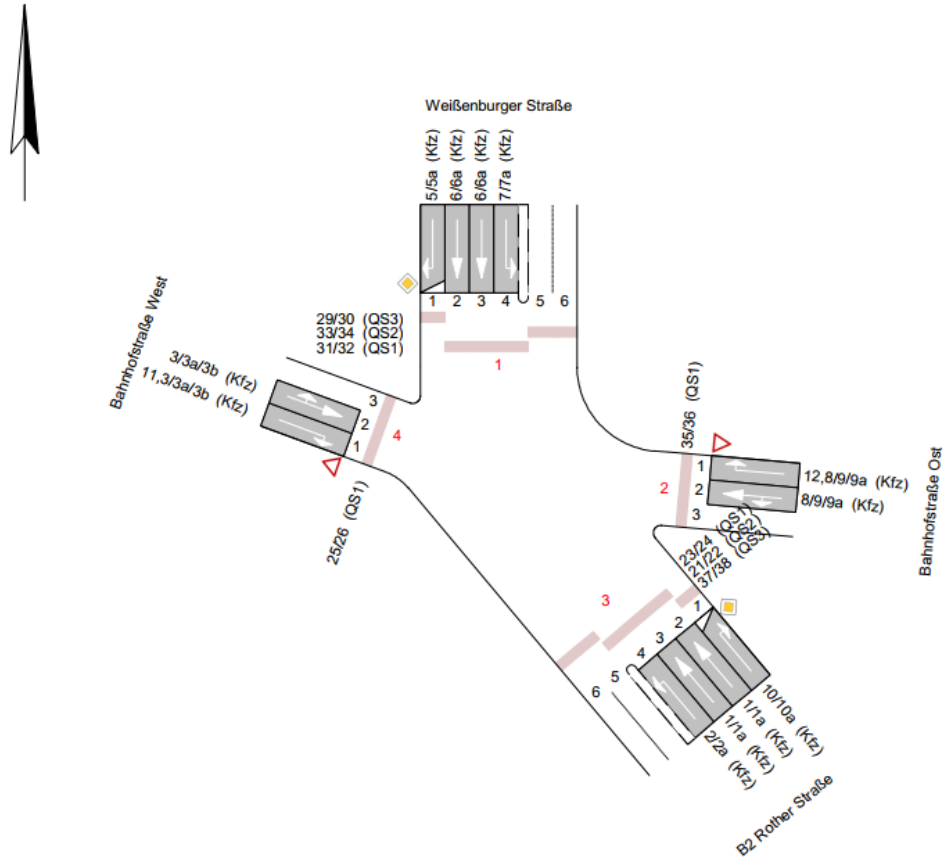 Weißenburger Straße
5/5a (Kfz)
6/6a (Kfz)
6/6a (Kfz)
7/7a (Kfz)
1
2
3
4
5
6
29/30 (QS3)
33/34 (QS2)
31/32 (QS1)
1
Bahnhofstraße West
3/3a/3b (Kfz)
11,3/3a/3b (Kfz)
3
2
1
4
25/26 (QS1)
35/36 (QS1)
2
1
2
3
12,8/9/9a (Kfz)
8/9/9a (Kfz)
Bahnhofstraße Ost
23/24 (QS1)
21/22 (QS2)
37/38 (QS3)
3
1
2
3
4
5
6
10/10a (Kfz)
1/1a (Kfz)
1/1a (Kfz)
2/2a (Kfz)
B2 Rother Straße